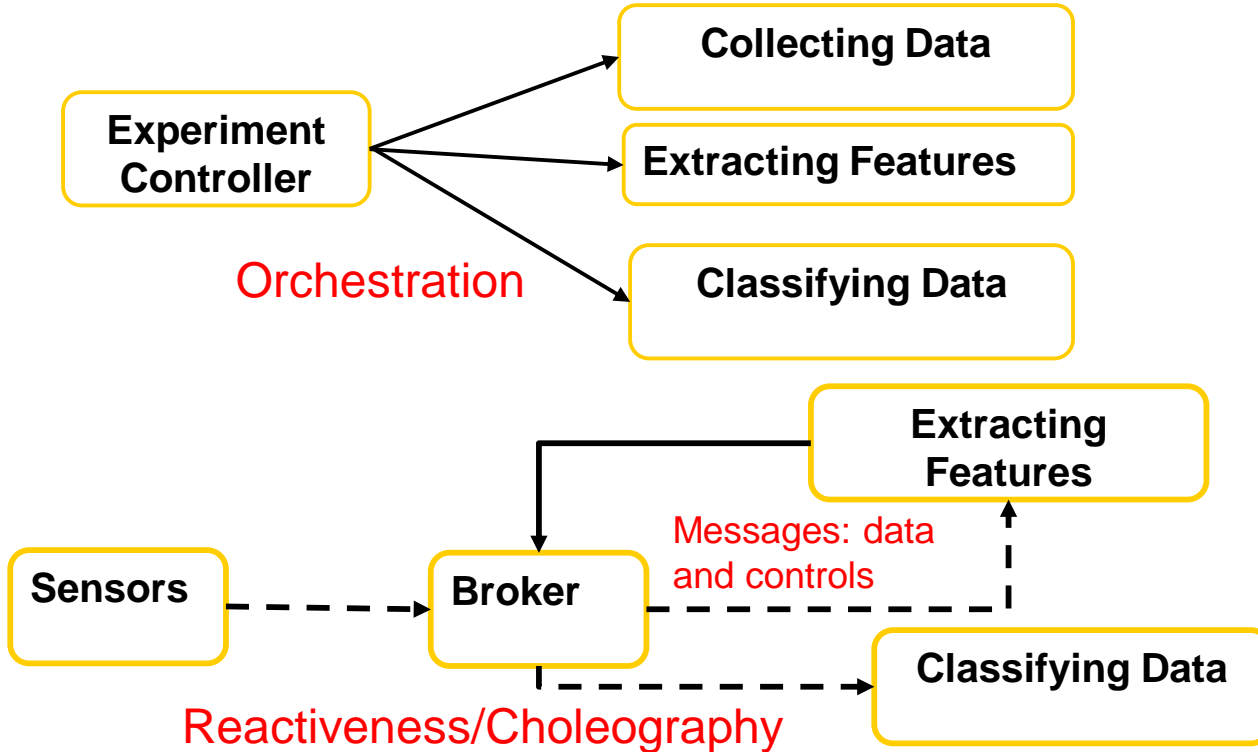 Collecting Data
Experiment
Controller
Extracting Features
Orchestration
Classifying Data
Extracting
Features
Messages: data
and controls
Sensors
Broker
Classifying Data
Reactiveness/Choleography